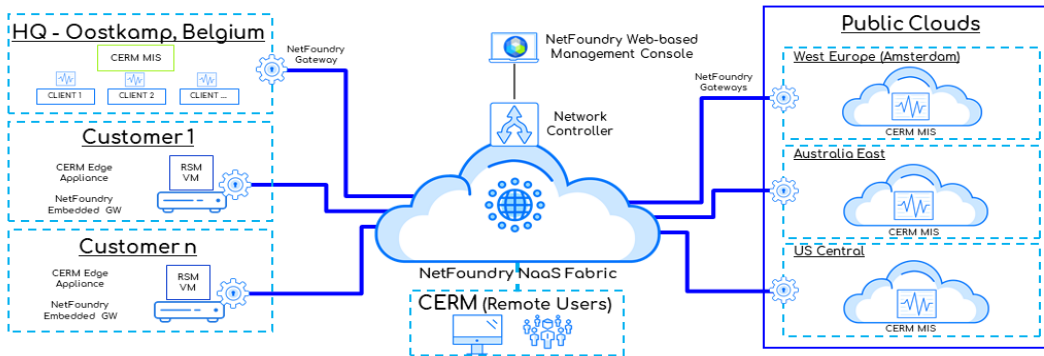 HQ - Oostkamp, Belgium
CERM MIS
CLIENT 1
CLIENT 2
CLIENT ...
NetFoundry
Gateway
Customer 1
CERM Edge
Appliance
NetFoundry
Embedded GW
RSM
VM
Customer n
CERM Edge
Appliance
NetFoundry
Embedded GW
RSM
VM
NetFoundry Web-based
Management Console
Network
Controller
NetFoundry NaaS Fabric
CERM (Remote Users)
NetFoundry
Gateways
Public Clouds
West Europe (Amsterdam)
CERM MIS
Australia East
CERM MIS
US Central
CERM MIS